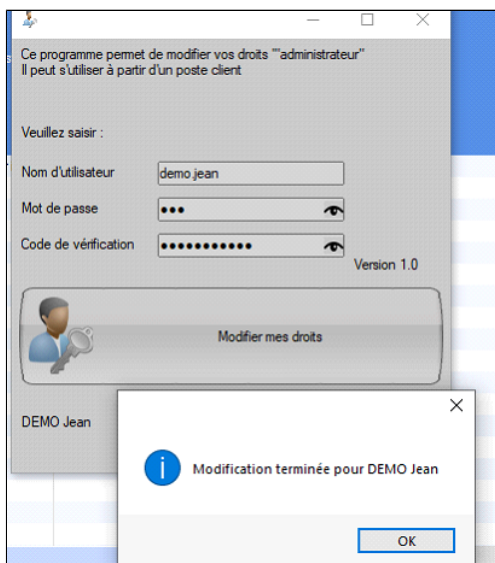 Ce programme permet de modifier vos droits '"administrateur"
Il peut s'utiliser à partir d'un poste client
Veuillez saisir :
Nom d'utilisateur demo.jean
Mot de passe •••
Code de vérification •••••••••••
Version 1.0
Modifier mes droits
DEMO Jean
Modification terminée pour DEMO Jean
OK